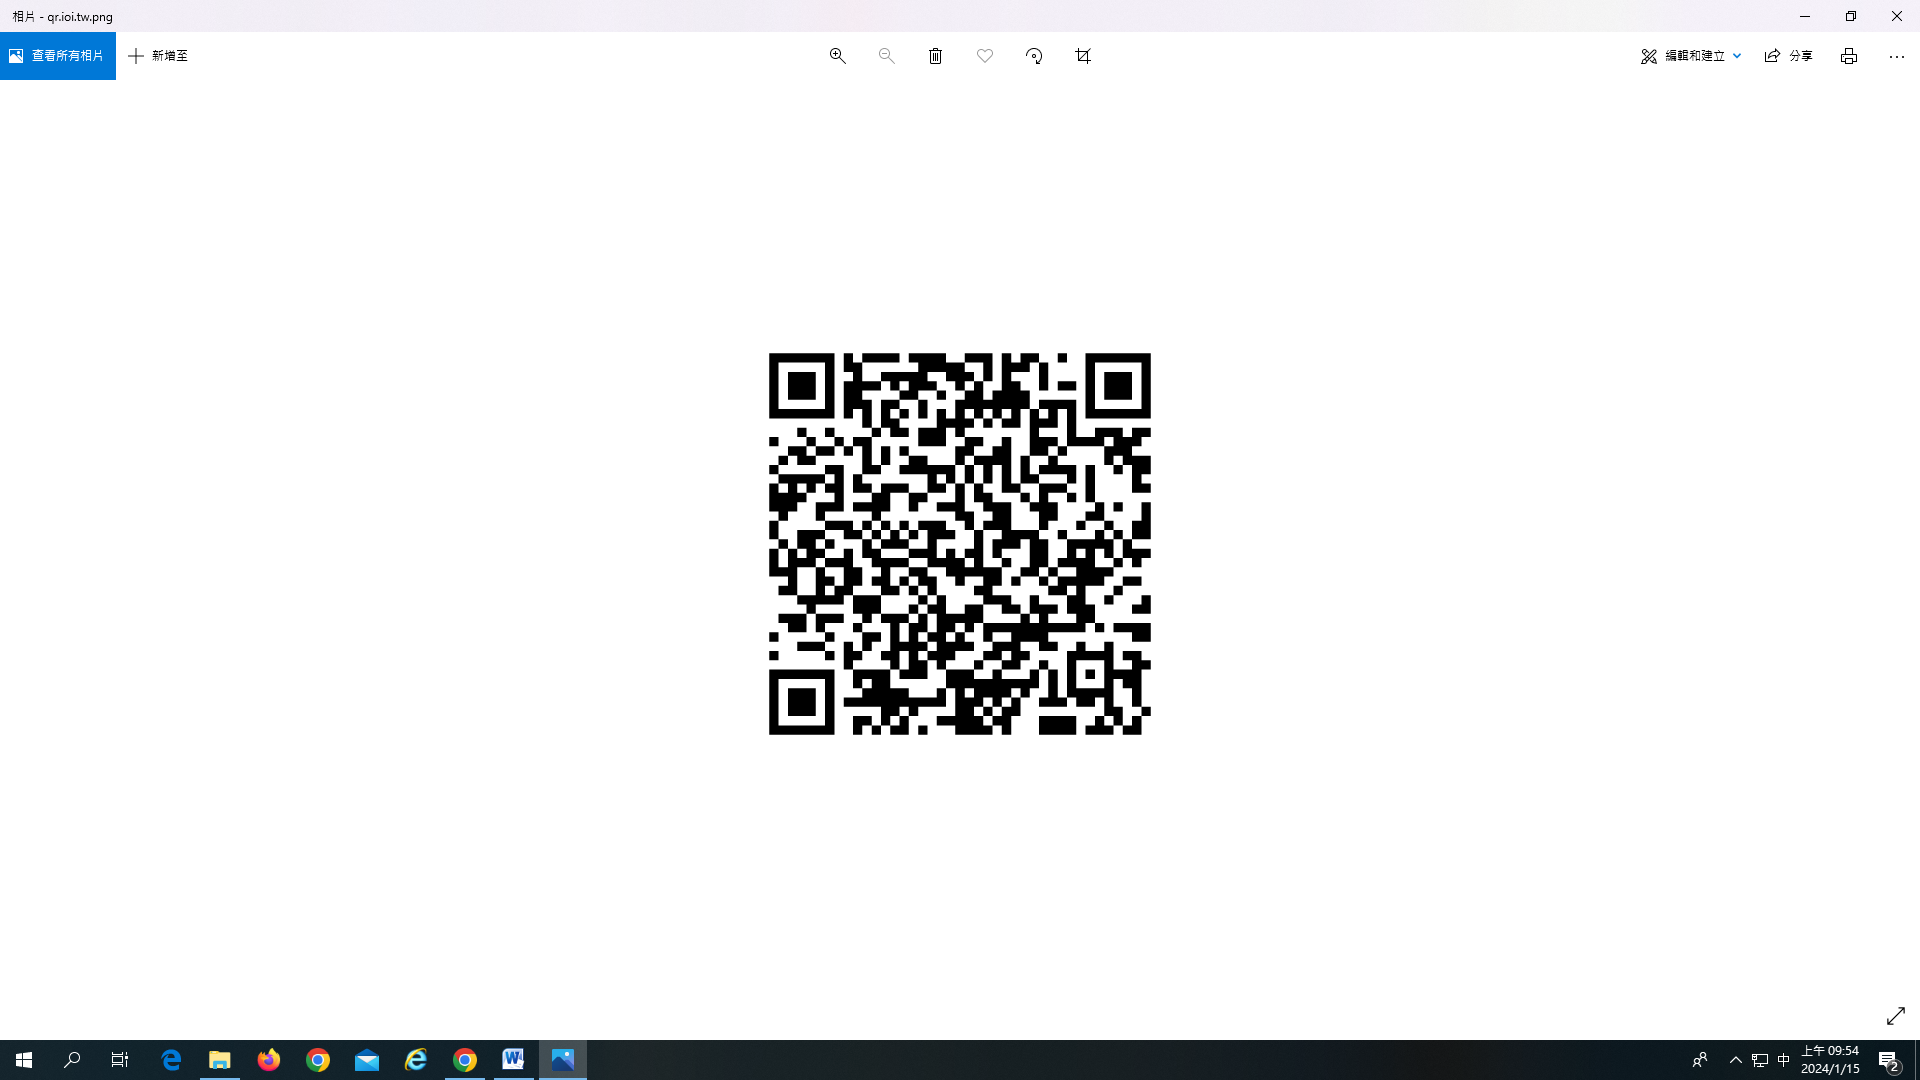 相片 - qr.ioi.tw.png
查看所有相片
新增至
編輯和建立
分享
中
上午 09:54
2024/1/15
2